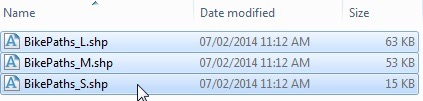 Name Date modified Size
BikePaths_L.shp 07/02/2014 11:12 AM 63 KB
BikePaths_M.shp 07/02/2014 11:12 AM 53 KB
BikePaths_S.shp 07/02/2014 11:12 AM 15 KB